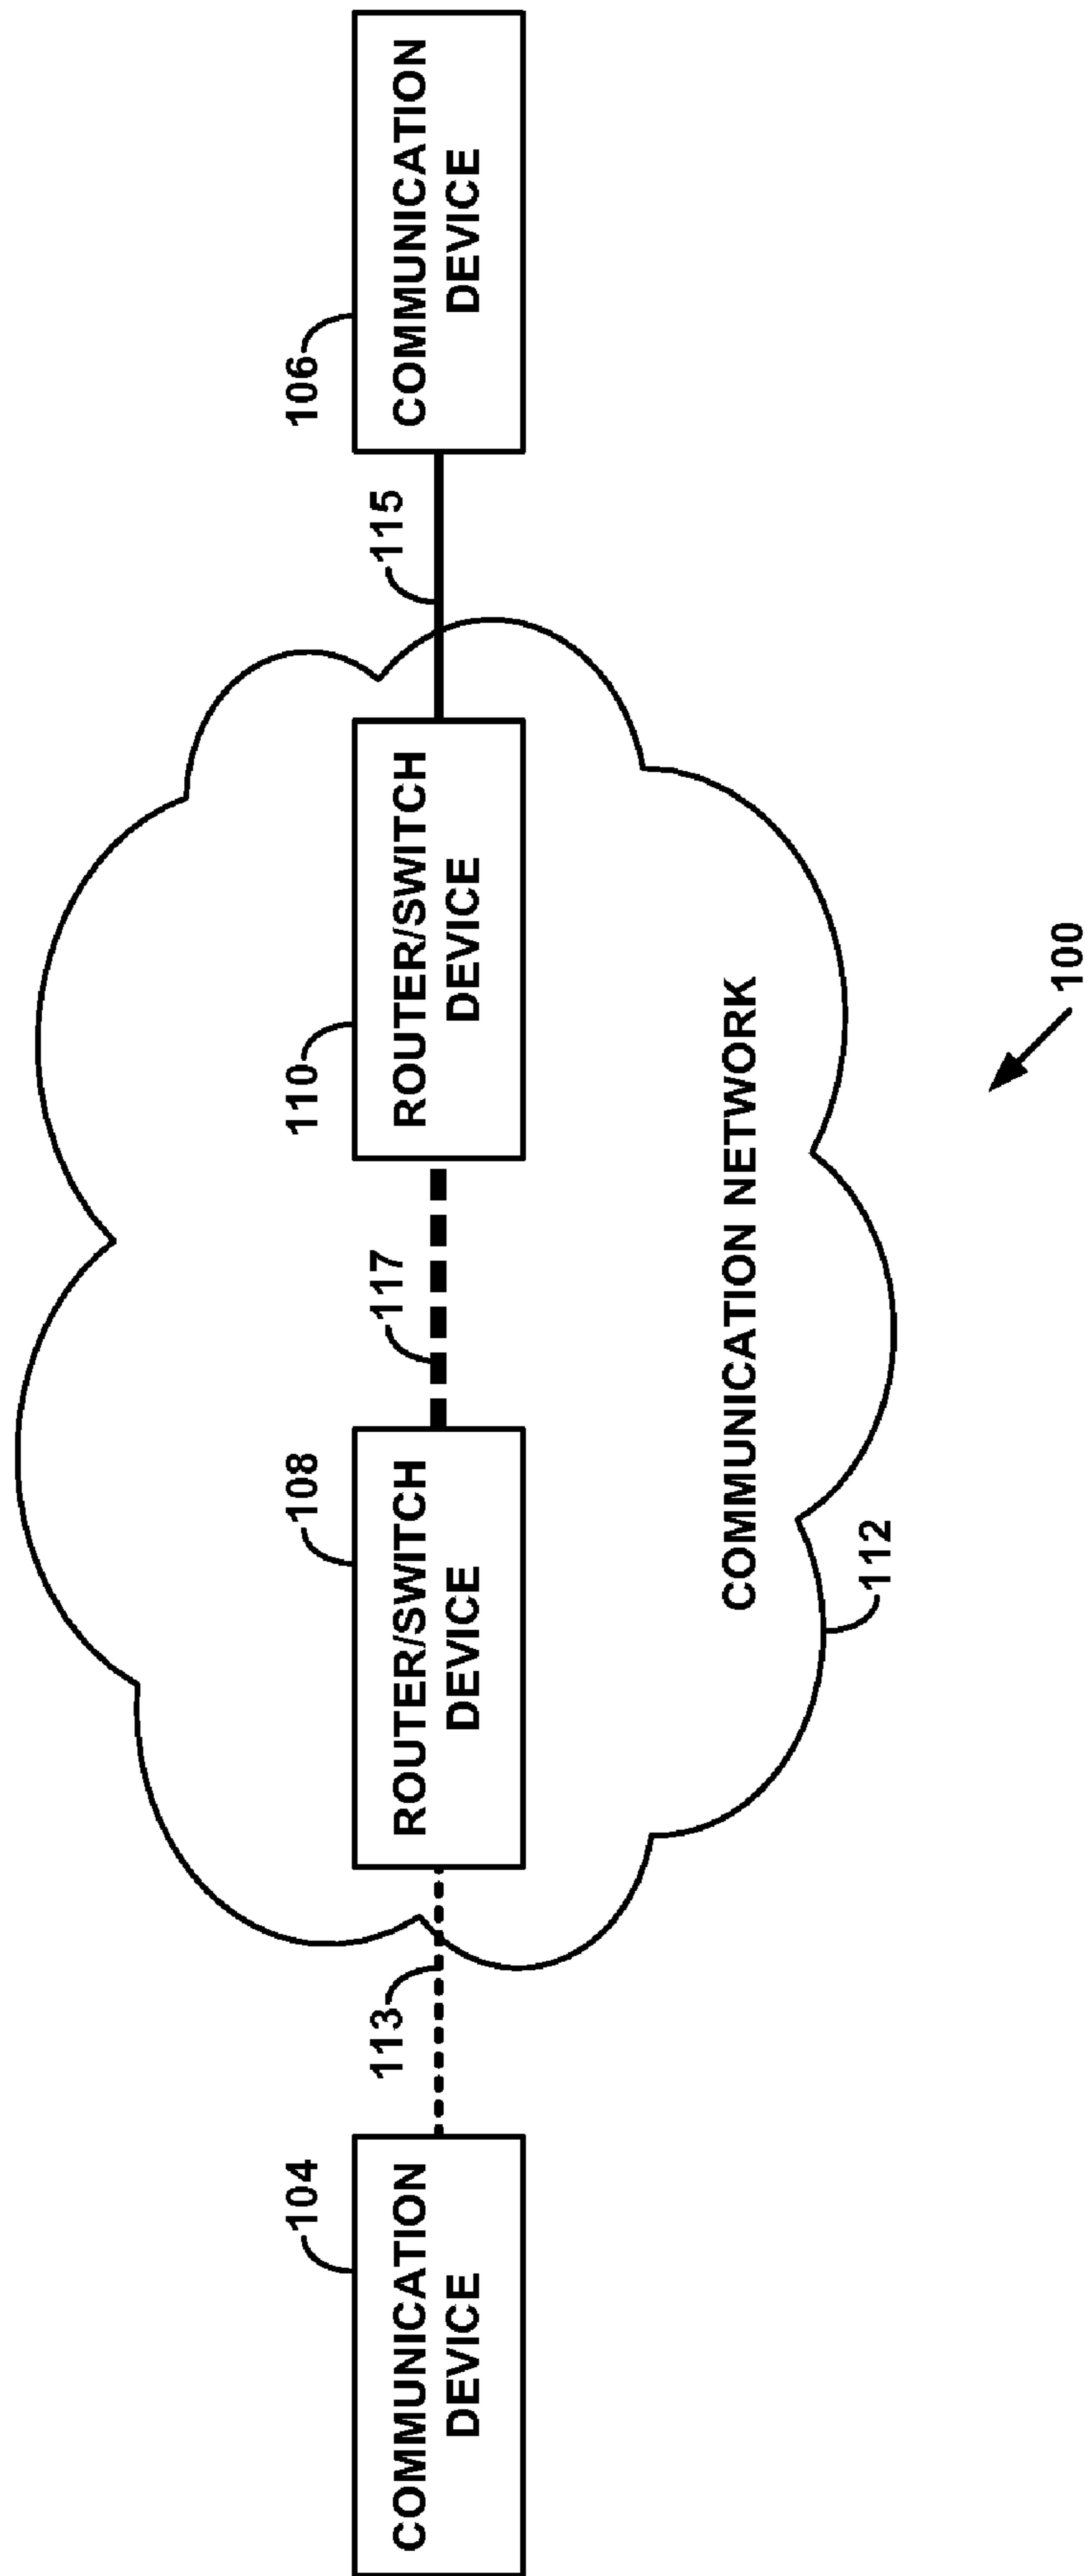 104
COMMUNICATION
DEVICE
113
108
ROUTER/SWITCH
DEVICE
117
110
ROUTER/SWITCH
DEVICE
115
106
COMMUNICATION
DEVICE
COMMUNICATION NETWORK
112
100